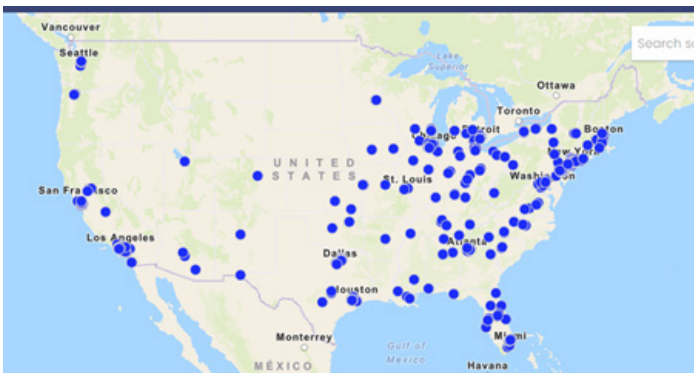 Vancouver
Seattle
Search
Lake
Superior
Ottawa
Toronto
Detroit
Boston
Chicago
New York
UNITED
STATES
St. Louis
Washington
San Francisco
Los Angeles
Atlanta
Dallas
Houston
Miami
Monterrey
Gulf of
Mexico
MÉXICO
Havana